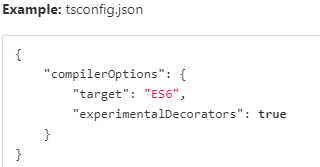 Example: tsconfig.json
{
    "compilerOptions": {
        "target": "ES6",
        "experimentalDecorators": true
    }
}